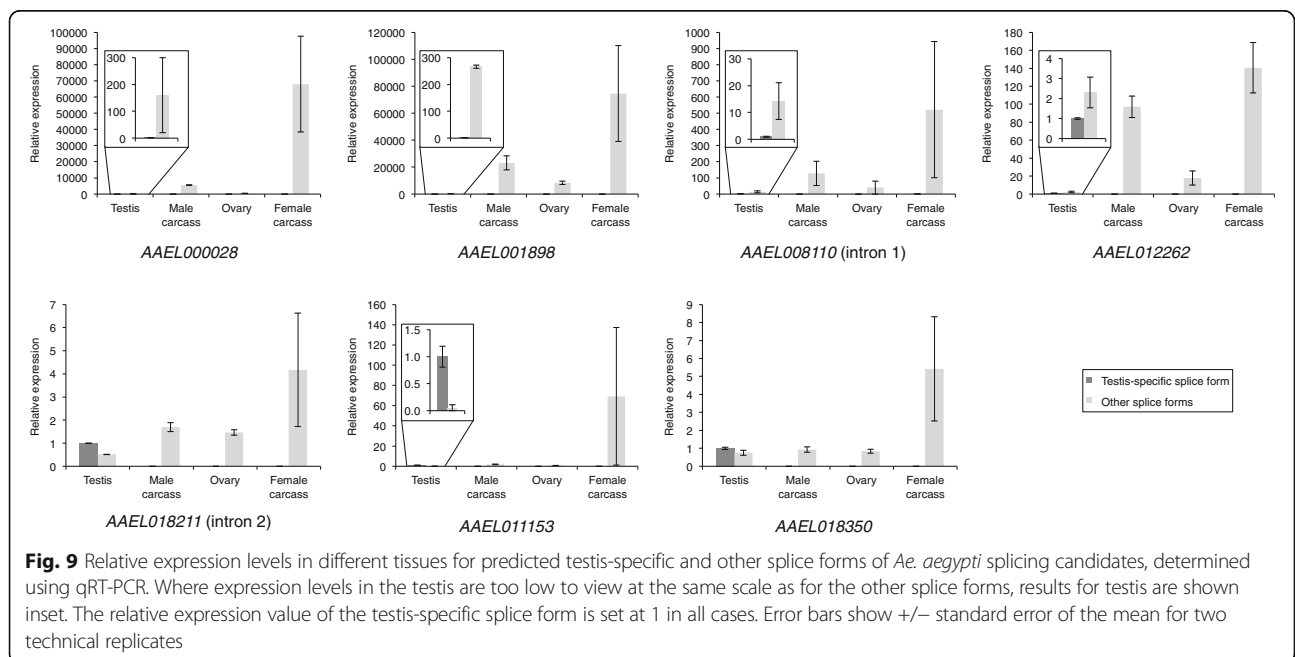 100000
90000
80000
70000
60000
50000
40000
30000
20000
10000
0
Relative expression
300
200
100
0
Testis
Male carcass
Ovary
Female carcass
AAEL000028
120000
100000
80000
60000
40000
20000
0
Relative expression
300
200
100
0
Testis
Male carcass
Ovary
Female carcass
AAEL001898
1000
900
800
700
600
500
400
300
200
100
0
Relative expression
30
20
10
0
Testis
Male carcass
Ovary
Female carcass
AAEL008110 (intron 1)
180
160
140
120
100
80
60
40
20
0
Relative expression
4
3
2
1
0
Testis
Male carcass
Ovary
Female carcass
AAEL012262
7
6
5
4
3
2
1
0
Relative expression
Testis
Male carcass
Ovary
Female carcass
AAEL018211 (intron 2)
160
140
120
100
80
60
40
20
0
Relative expression
1.5
1.0
0.5
0.0
Testis
Male carcass
Ovary
Female carcass
AAEL011153
9
8
7
6
5
4
3
2
1
0
Relative expression
Testis
Male carcass
Ovary
Female carcass
AAEL018350
Testis-specific splice form
Other splice forms
Fig. 9 Relative expression levels in different tissues for predicted testis-specific and other splice forms of Ae. aegypti splicing candidates, determined
using qRT-PCR. Where expression levels in the testis are too low to view at the same scale as for the other splice forms, results for testis are shown
inset. The relative expression value of the testis-specific splice form is set at 1 in all cases. Error bars show +/− standard error of the mean for two
technical replicates